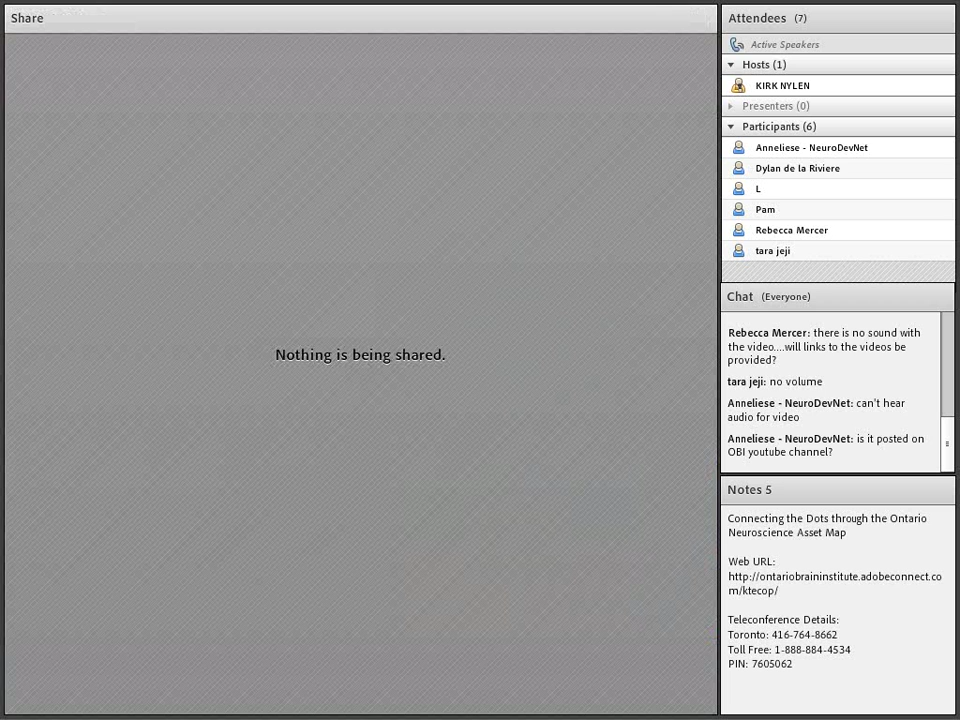 Share
Nothing is being shared.
Attendees (7)
Active Speakers
Hosts (1)
KIRK NYLEN
Presenters (0)
Participants (6)
Anneliese - NeuroDevNet
Dylan de la Riviere
L
Pam
Rebecca Mercer
tara jeji
Chat (Everyone)
Rebecca Mercer: there is no sound with
the video....will links to the videos be
provided?
tara jeji: no volume
Anneliese - NeuroDevNet: can't hear
audio for video
Anneliese - NeuroDevNet: is it posted on
OBI youtube channel?
Notes 5
Connecting the Dots through the Ontario
Neuroscience Asset Map
Web URL:
http://ontariobraininstitute.adobeconnect.co
m/ktecop/
Teleconference Details:
Toronto: 416-764-8662
Toll Free: 1-888-884-4534
PIN: 7605062